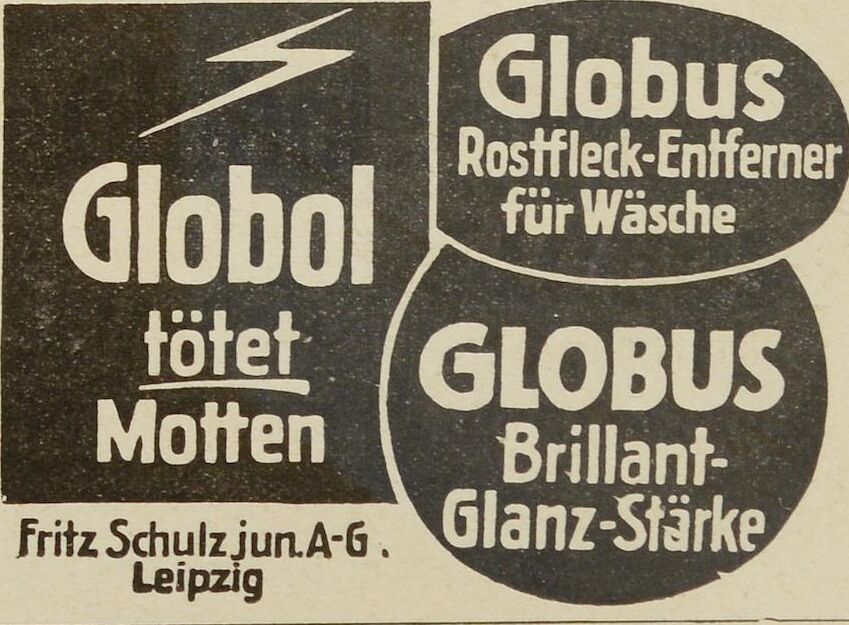 Globol
tötet
Motten
Fritz Schulz jun. A-G.
Leipzig
Globus
Rostfleck-Entferner
für Wäsche
GLOBUS
Brillant-
Glanz-Stärke